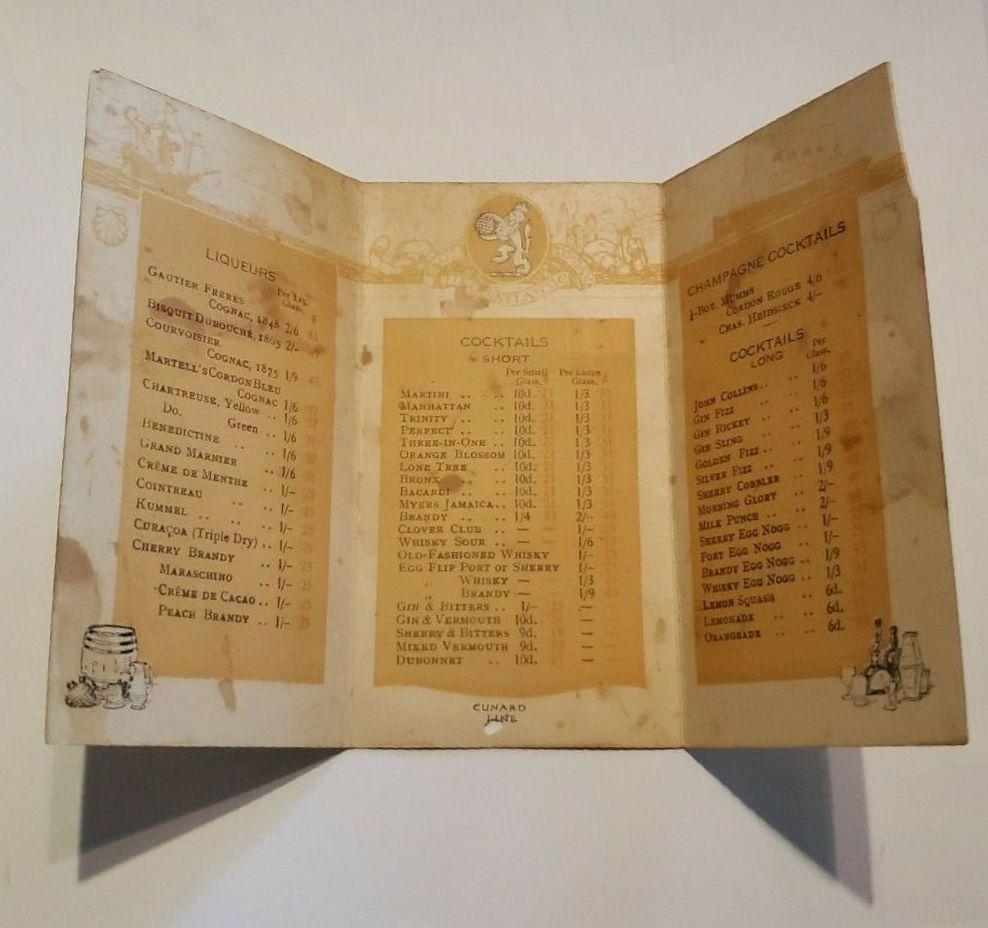 LIQUEURS
Per Liq. Glass.
GAUTIER FRERES
COGNAC, 1848 2/6
BISQUIT DUBOUCHÉ, 1865 2/-
COURVOISIER
COGNAC, 1875 1/9
MARTELL'S CORDON BLEU
COGNAC 1/6
CHARTREUSE, Yellow .. 1/6
Do. Green .. 1/6
BENEDICTINE .. 1/6
GRAND MARNIER .. 1/6
CRÊME DE MENTHE .. 1/-
COINTREAU .. .. 1/-
KUMMEL .. .. .. 1/-
CURAÇOA (Triple Dry) .. 1/-
CHERRY BRANDY .. 1/-
MARASCHINO .. 1/-
CRÊME DE CACAO .. 1/-
PEACH BRANDY .. 1/-
COCKTAILS
SHORT
Per Small Glass. Per Large Glass.
MARTINI .. .. 10d. 1/3
MANHATTAN .. 10d. 1/3
TRINITY .. .. 10d. 1/3
PERFECT .. .. 10d. 1/3
THREE-IN-ONE .. 10d. 1/3
ORANGE BLOSSOM 10d. 1/3
LONE TREE .. 10d. 1/3
BRONX .. 10d. 1/3
BACARDI .. .. 10d. 1/3
MYERS JAMAICA .. 10d. 1/3
BRANDY .. .. 1/4 2/-
CLOVER CLUB .. — 1/-
WHISKY SOUR .. — 1/6
OLD-FASHIONED WHISKY 1/-
EGG FLIP PORT OF SHERRY 1/-
„ WHISKY — 1/3
„ BRANDY — 1/9
GIN & BITTERS .. 1/- —
GIN & VERMOUTH 10d. —
SHERRY & BITTERS 9d. —
MIXED VERMOUTH 9d. —
DUBONNET .. 10d. —
CUNARD
LINE
CHAMPAGNE COCKTAILS
¼-BOT. MUMMS
CORDON ROUGE 4/6
CHAS. HEIDSIECK 4/-
COCKTAILS
LONG
Per Glass.
JOHN COLLINS .. 1/6
GIN FIZZ .. 1/6
GIN RICKEY .. 1/6
GIN SLING .. 1/3
GOLDEN FIZZ .. 1/9
SILVER FIZZ .. 1/9
SHERRY COBBLER 1/9
MORNING GLORY .. 2/-
MILK PUNCH .. 2/-
SHERRY EGG NOGG .. 1/-
PORT EGG NOGG .. 1/-
BRANDY EGG NOGG .. 1/9
WHISKY EGG NOGG .. 1/3
LEMON SQUASH .. 6d.
LEMONADE .. 6d.
ORANGEADE .. 6d.